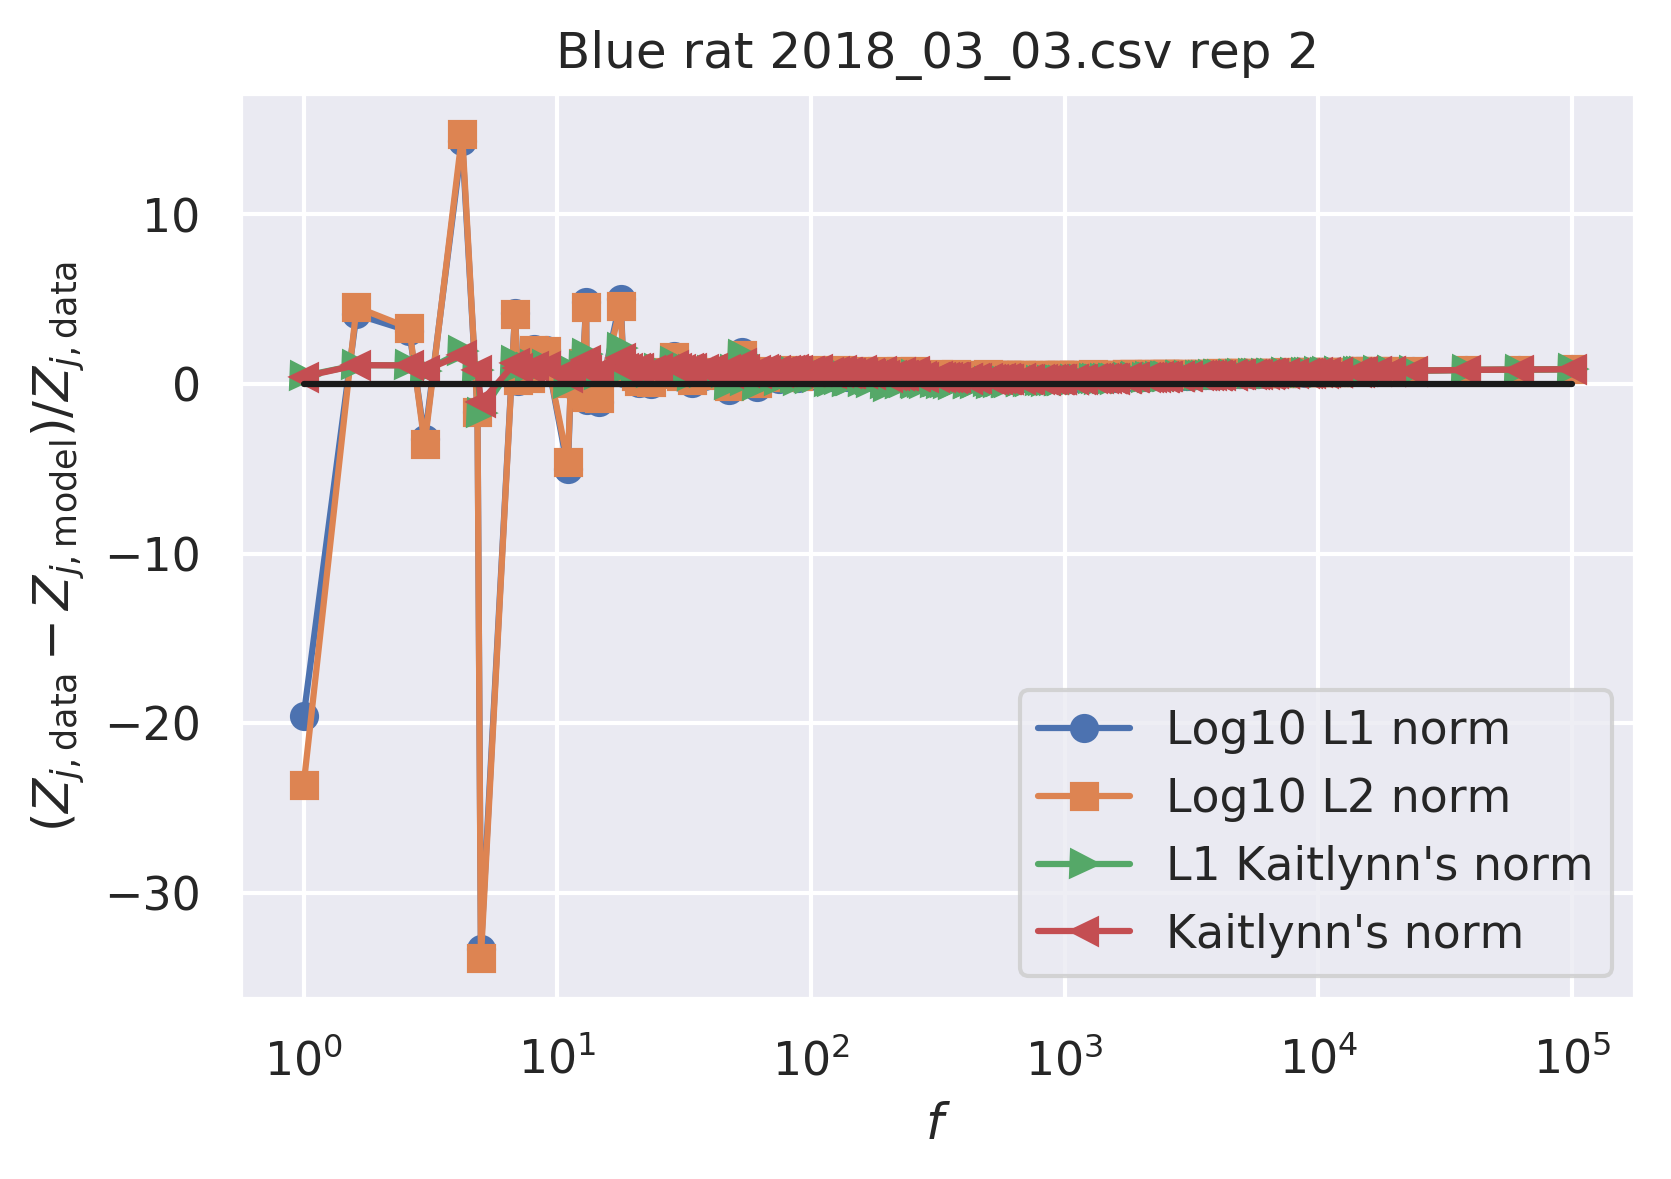 Blue rat 2018_03_03.csv rep 2
(Z_{j, data} − Z_{j, model})/Z_{j, data}
10
0
−10
−20
−30
Log10 L1 norm
Log10 L2 norm
L1 Kaitlynn's norm
Kaitlynn's norm
10^0 10^1 10^2 10^3 10^4 10^5
f